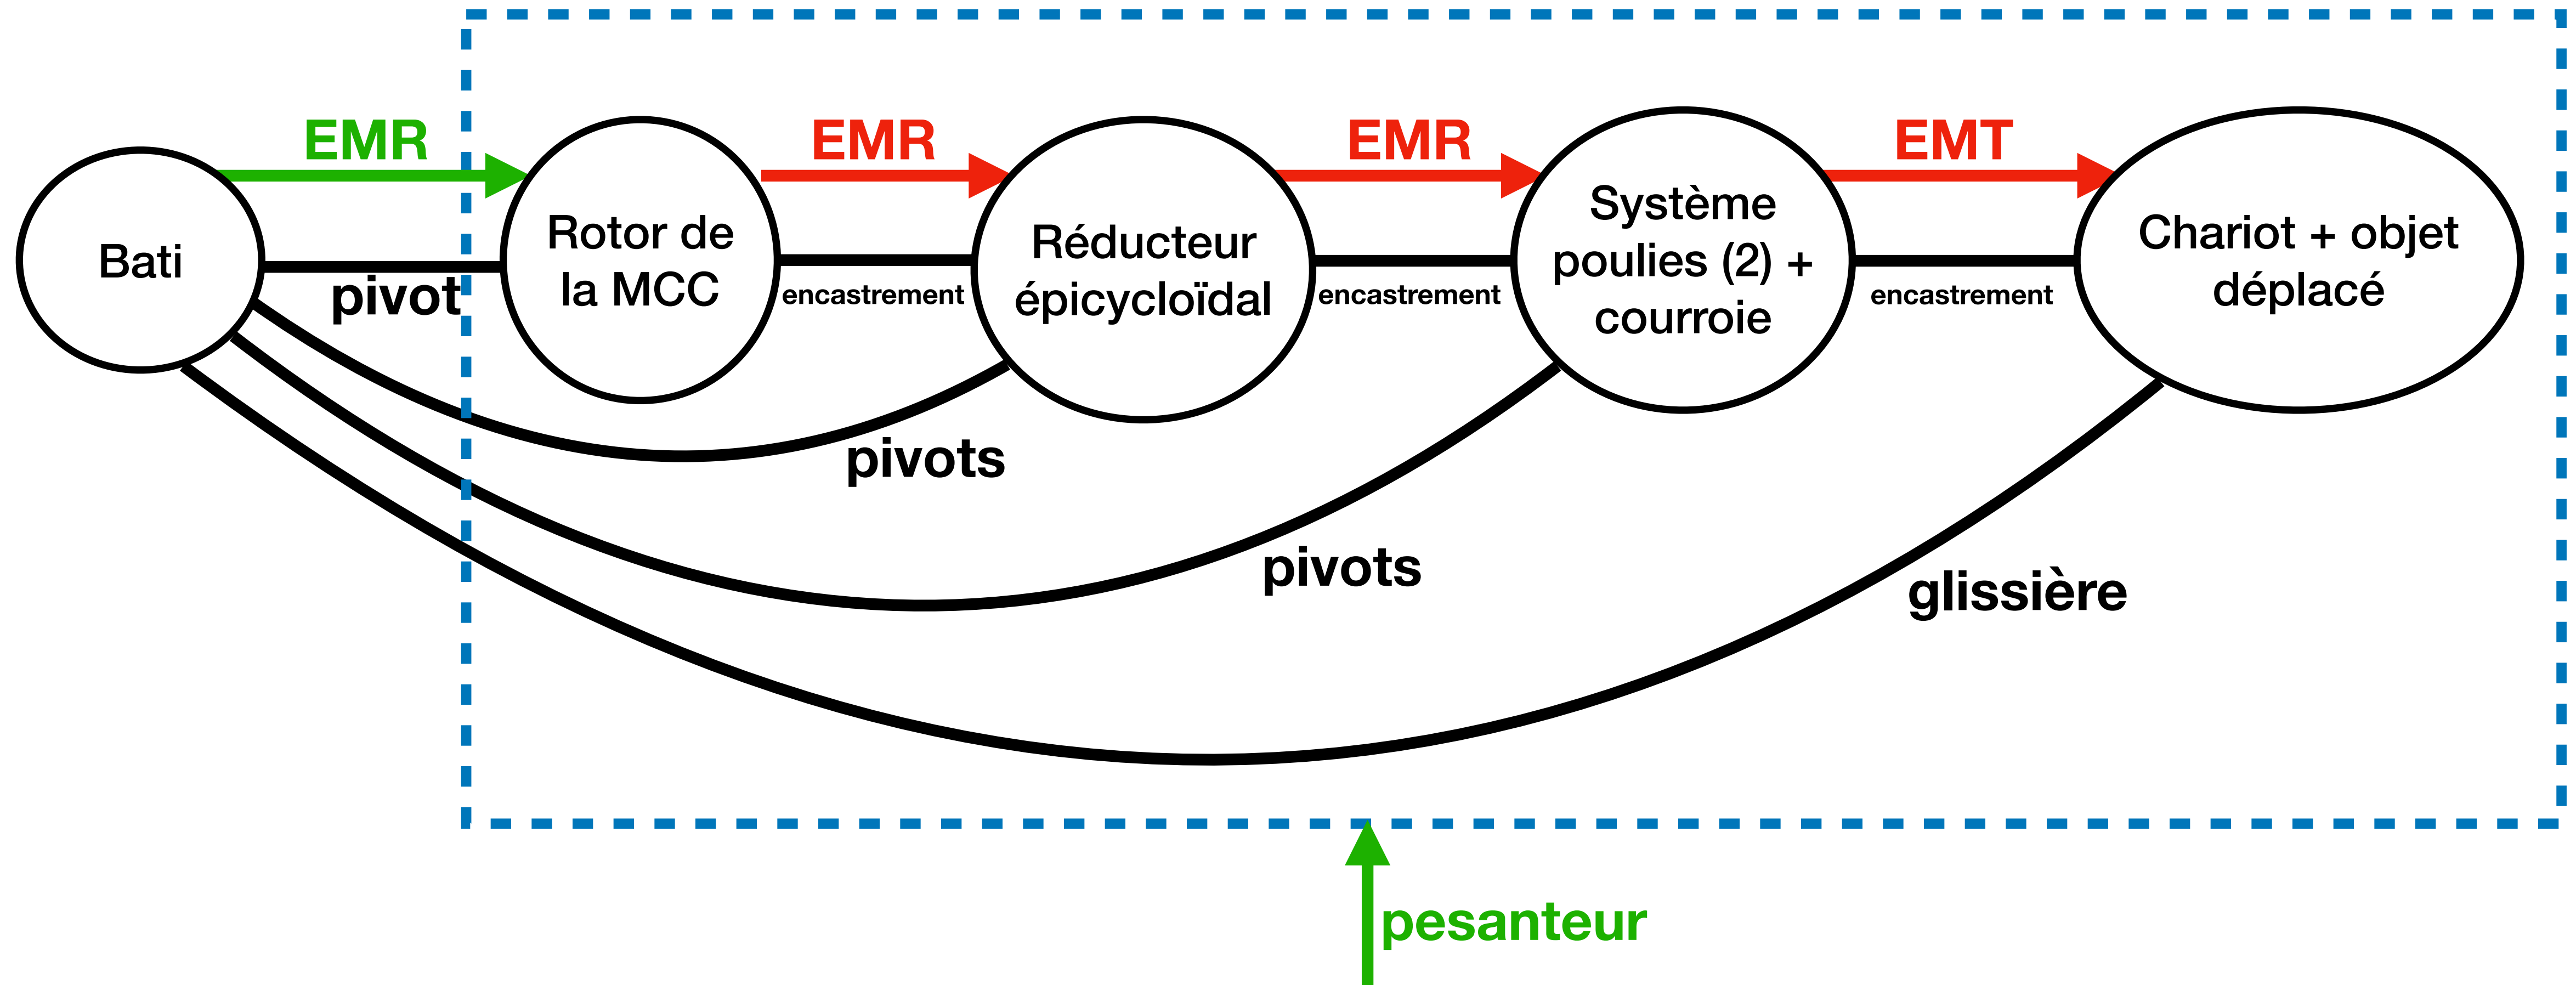 EMR
EMR
EMR
EMT
Bati
pivot
Rotor de
la MCC
encastrement
Réducteur
épicycloïdal
encastrement
Système
poulies (2) +
courroie
encastrement
Chariot + objet
déplacé
pivots
pivots
glissière
pesanteur